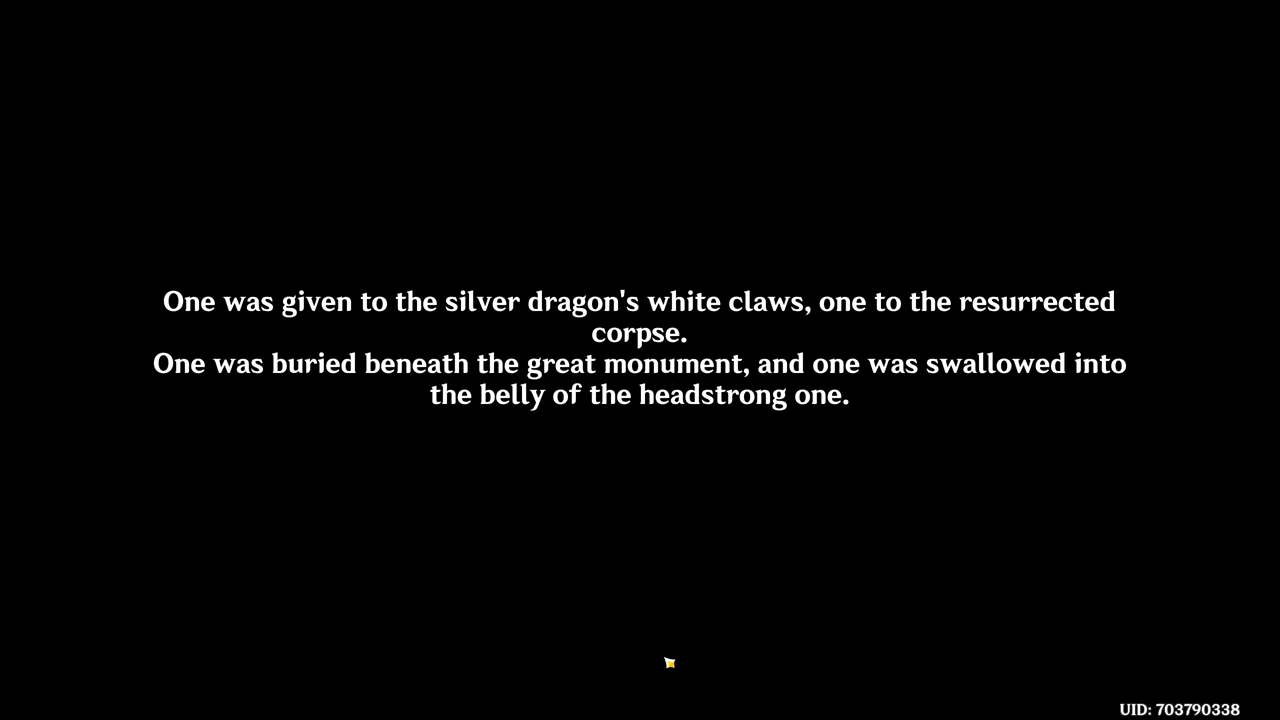 One was given to the silver dragon's white claws, one to the resurrected
corpse.
One was buried beneath the great monument, and one was swallowed into
the belly of the headstrong one.
UID: 703790338